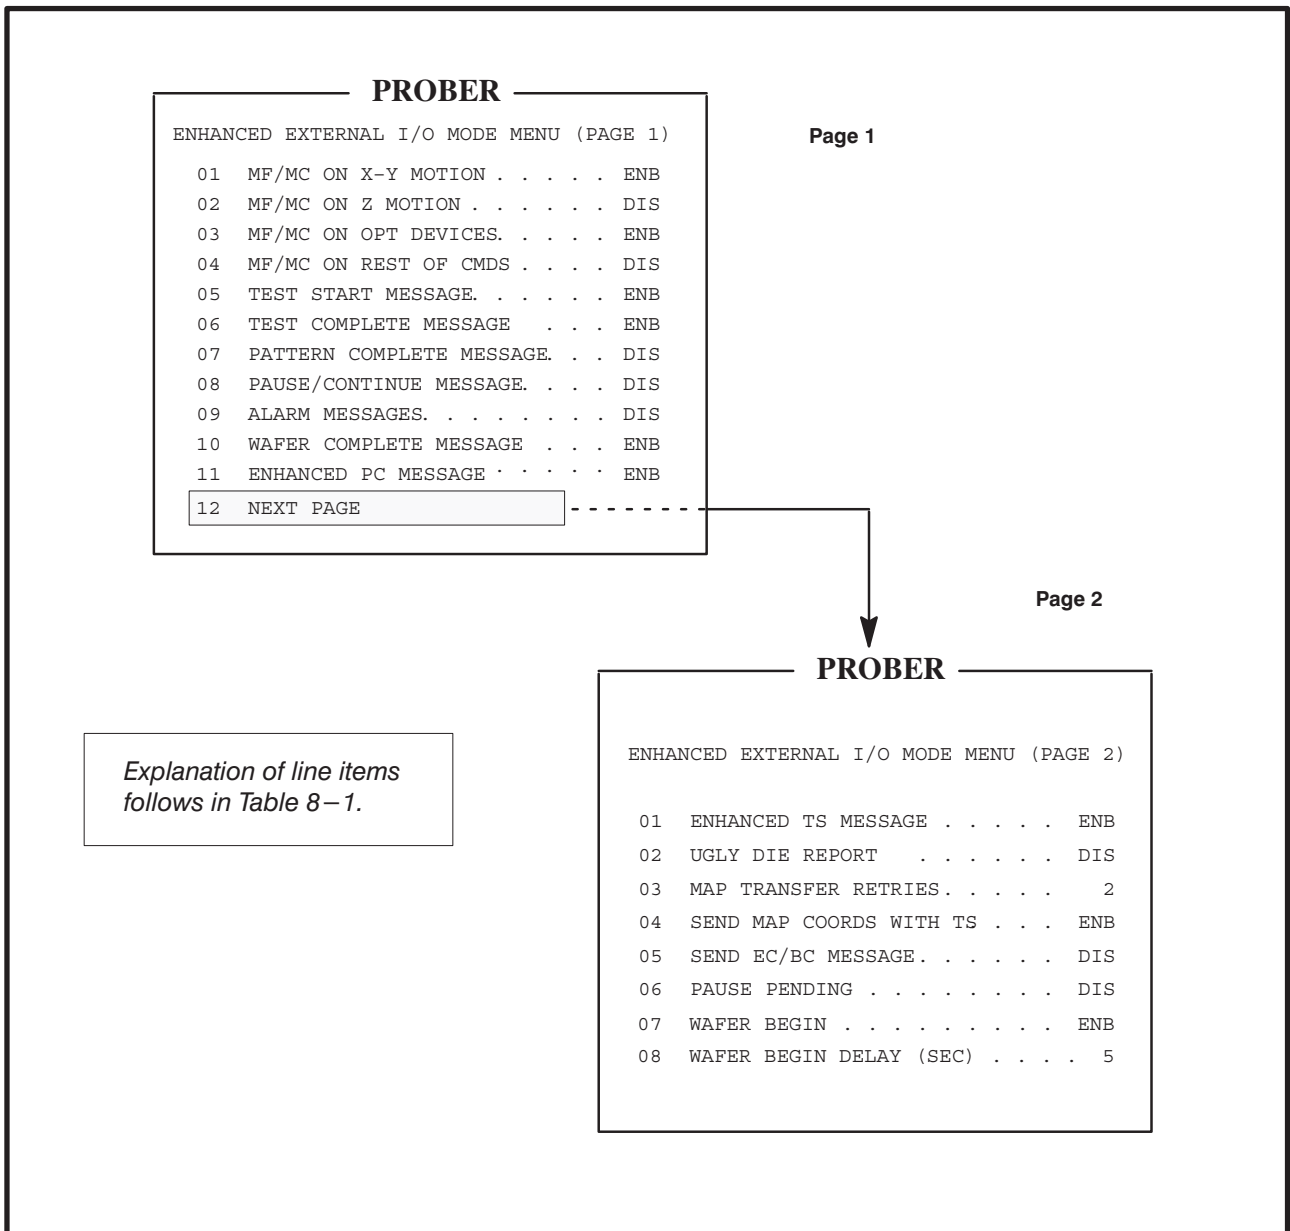 PROBER
ENHANCED EXTERNAL I/O MODE MENU (PAGE 1)
Page 1
01 MF/MC ON X-Y MOTION . . . . . ENB
02 MF/MC ON Z MOTION . . . . . . DIS
03 MF/MC ON OPT DEVICES. . . . . ENB
04 MF/MC ON REST OF CMDS . . . . DIS
05 TEST START MESSAGE. . . . . . ENB
06 TEST COMPLETE MESSAGE . . . ENB
07 PATTERN COMPLETE MESSAGE. . . DIS
08 PAUSE/CONTINUE MESSAGE. . . . DIS
09 ALARM MESSAGES. . . . . . . . DIS
10 WAFER COMPLETE MESSAGE . . . ENB
11 ENHANCED PC MESSAGE . . . . . ENB
12 NEXT PAGE
Page 2
PROBER
ENHANCED EXTERNAL I/O MODE MENU (PAGE 2)
Explanation of line items
follows in Table 8–1.
01 ENHANCED TS MESSAGE . . . . . ENB
02 UGLY DIE REPORT . . . . . . DIS
03 MAP TRANSFER RETRIES. . . . . 2
04 SEND MAP COORDS WITH TS . . . ENB
05 SEND EC/BC MESSAGE. . . . . . DIS
06 PAUSE PENDING . . . . . . . . DIS
07 WAFER BEGIN . . . . . . . . . ENB
08 WAFER BEGIN DELAY (SEC) . . . . 5